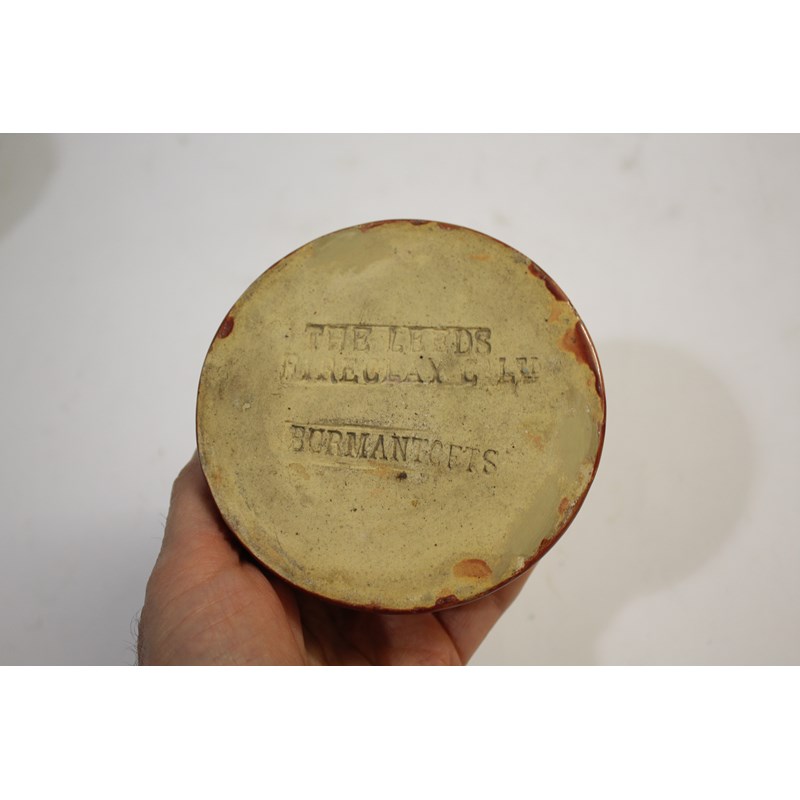 THE LEEDS
FIRECLAY C LD
BURMANTOFTS